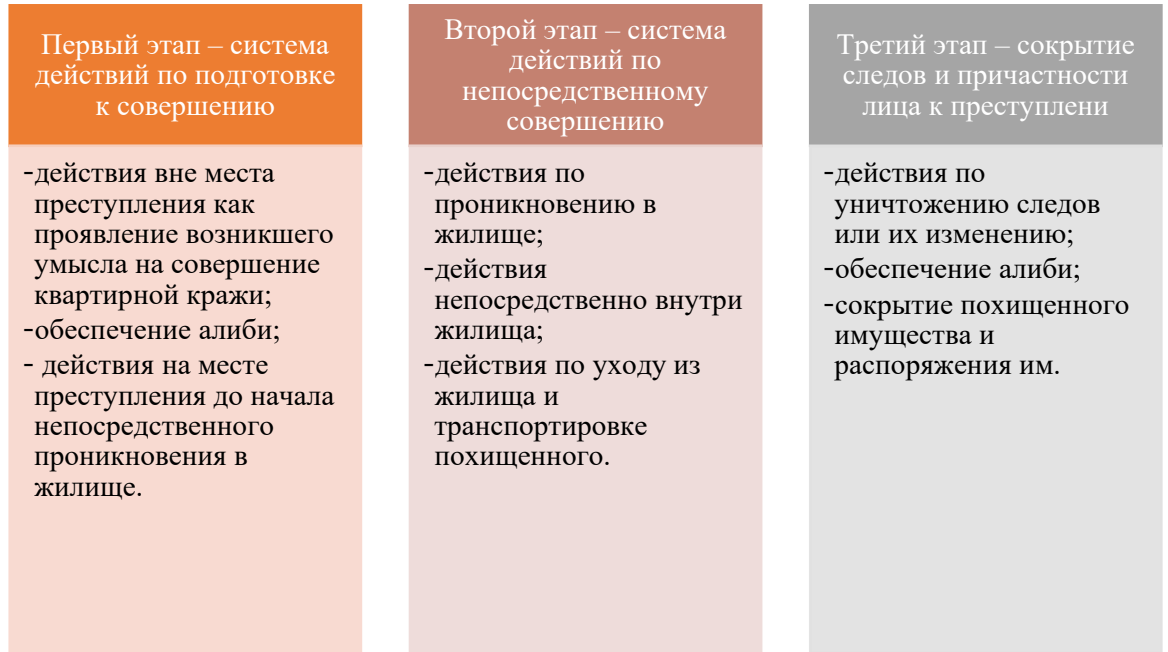 Первый этап – система
действий по подготовке
к совершению
-действия вне места
преступления как
проявление возникшего
умысла на совершение
квартирной кражи;
-обеспечение алиби;
- действия на месте
преступления до начала
непосредственного
проникновения в
жилище.
Второй этап – система
действий по
непосредственному
совершению
-действия по
проникновению в
жилище;
-действия
непосредственно внутри
жилища;
-действия по уходу из
жилища и
транспортировке
похищенного.
Третий этап – сокрытие
следов и причастности
лица к преступлени
-действия по
уничтожению следов
или их изменению;
-обеспечение алиби;
-сокрытие похищенного
имущества и
распоряжения им.